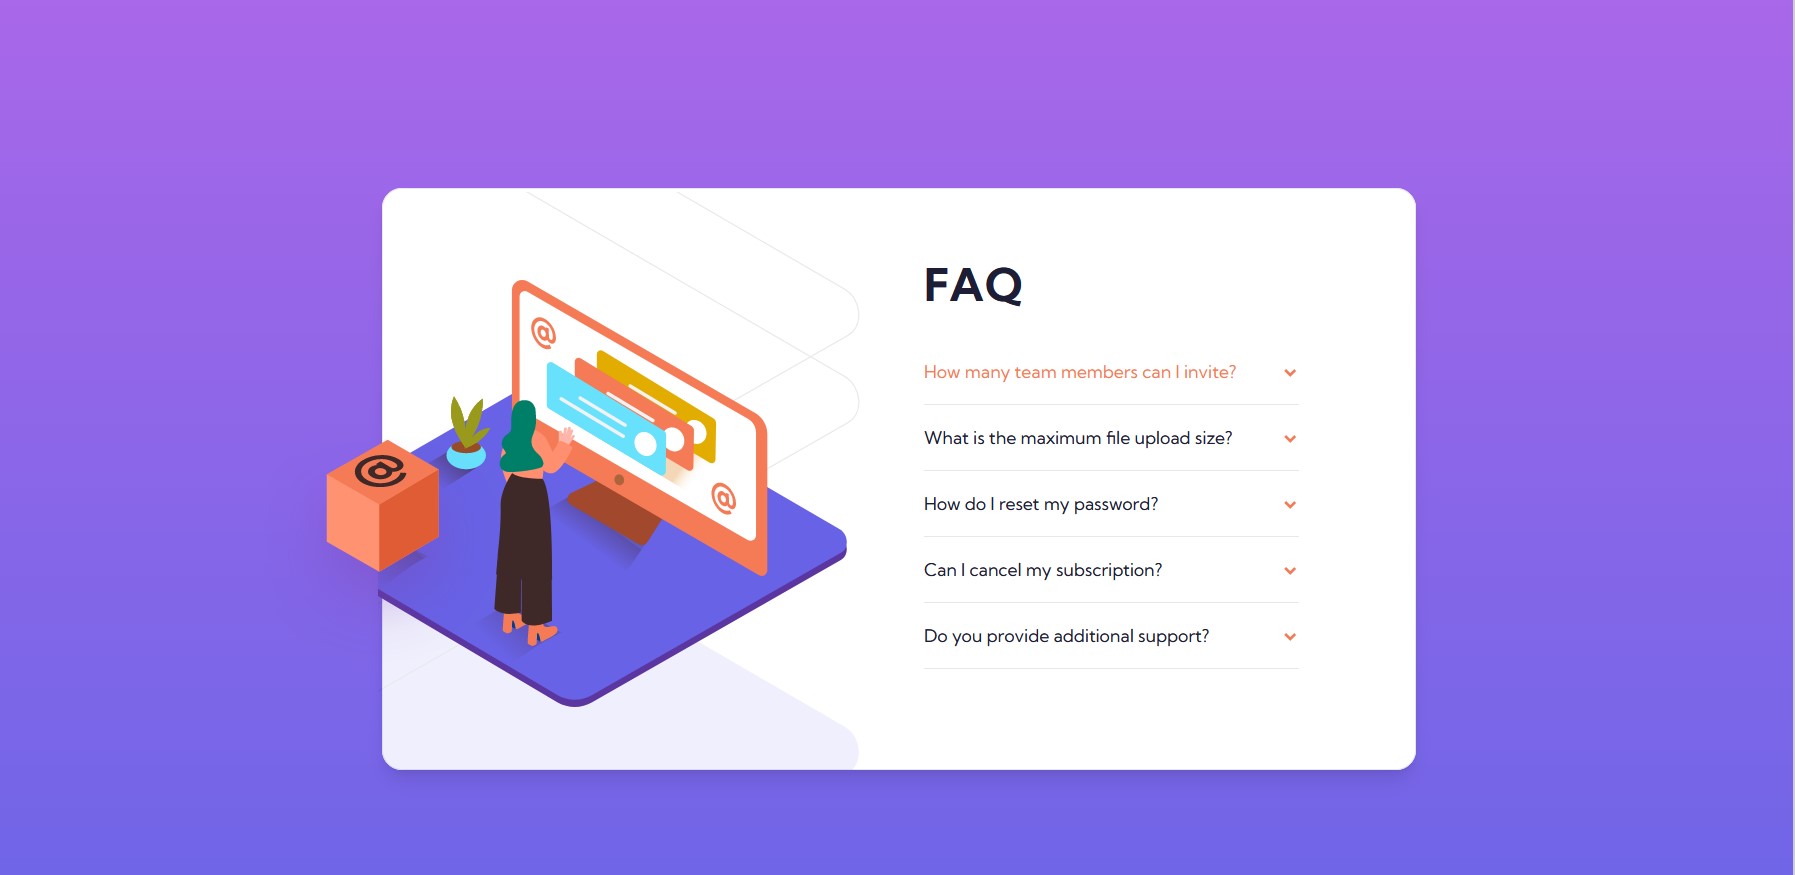 FAQ
How many team members can I invite?
What is the maximum file upload size?
How do I reset my password?
Can I cancel my subscription?
Do you provide additional support?
@
@
@